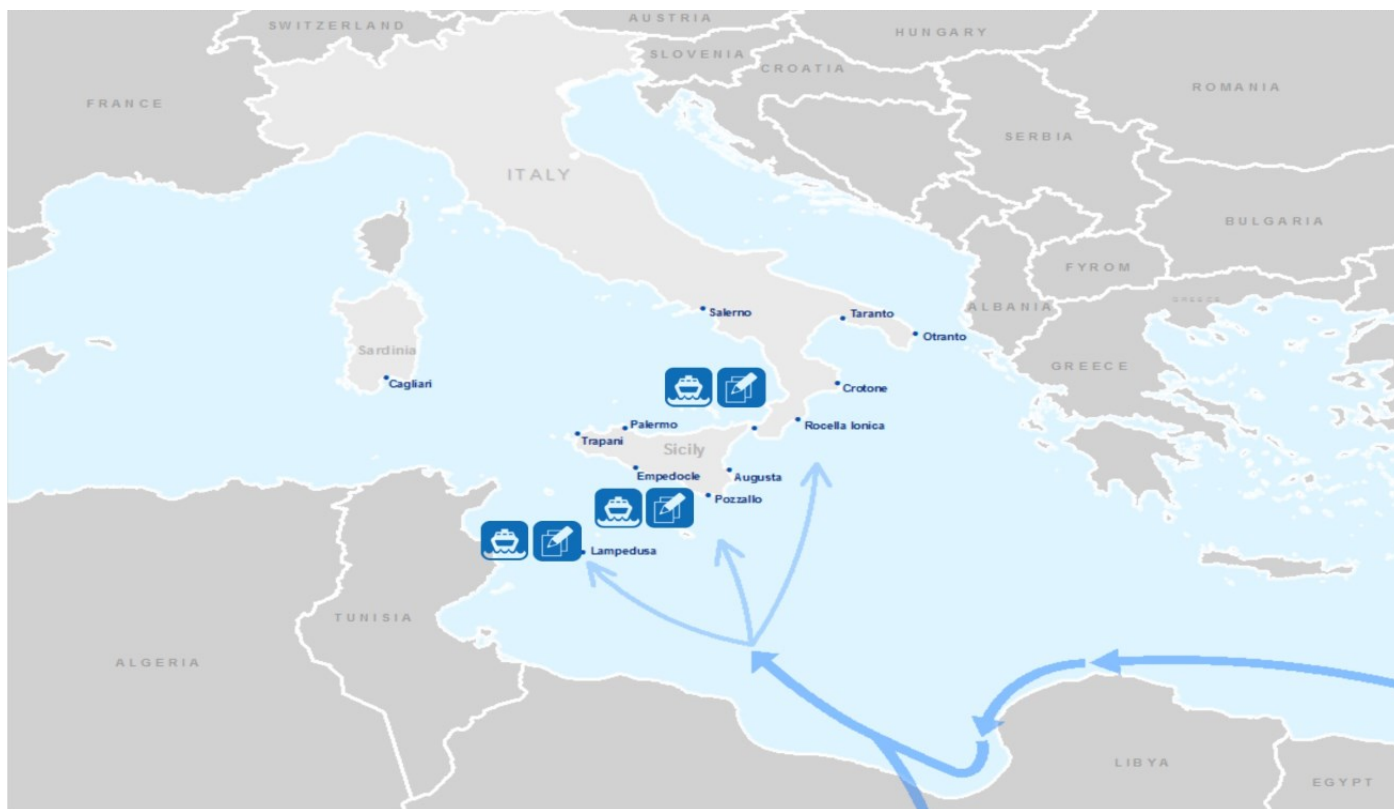 AUSTRIA
SWITZERLAND
HUNGARY
SLOVENIA
CROATIA
ROMANIA
FRANCE
SERBIA
ITALY
BULGARIA
FYROM
GREECE
ALBANIA
Salerno
Taranto
Otranto
Sardinia
GREECE
Cagliari
Crotone
Palermo
Rocella Ionica
Trapani
Sicily
Empedocle
Augusta
Pozzallo
Lampedusa
TUNISIA
ALGERIA
LIBYA
EGYPT